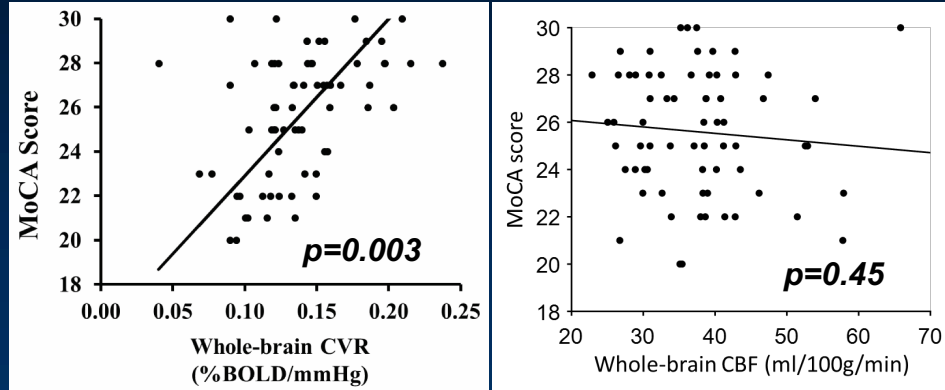 MoCA Score
30
28
26
24
22
20
18
p=0.003
0.00 0.05 0.10 0.15 0.20 0.25
Whole-brain CVR
(%BOLD/mmHg)
MoCA score
30
28
26
24
22
20
18
p=0.45
20 30 40 50 60 70
Whole-brain CBF (ml/100g/min)